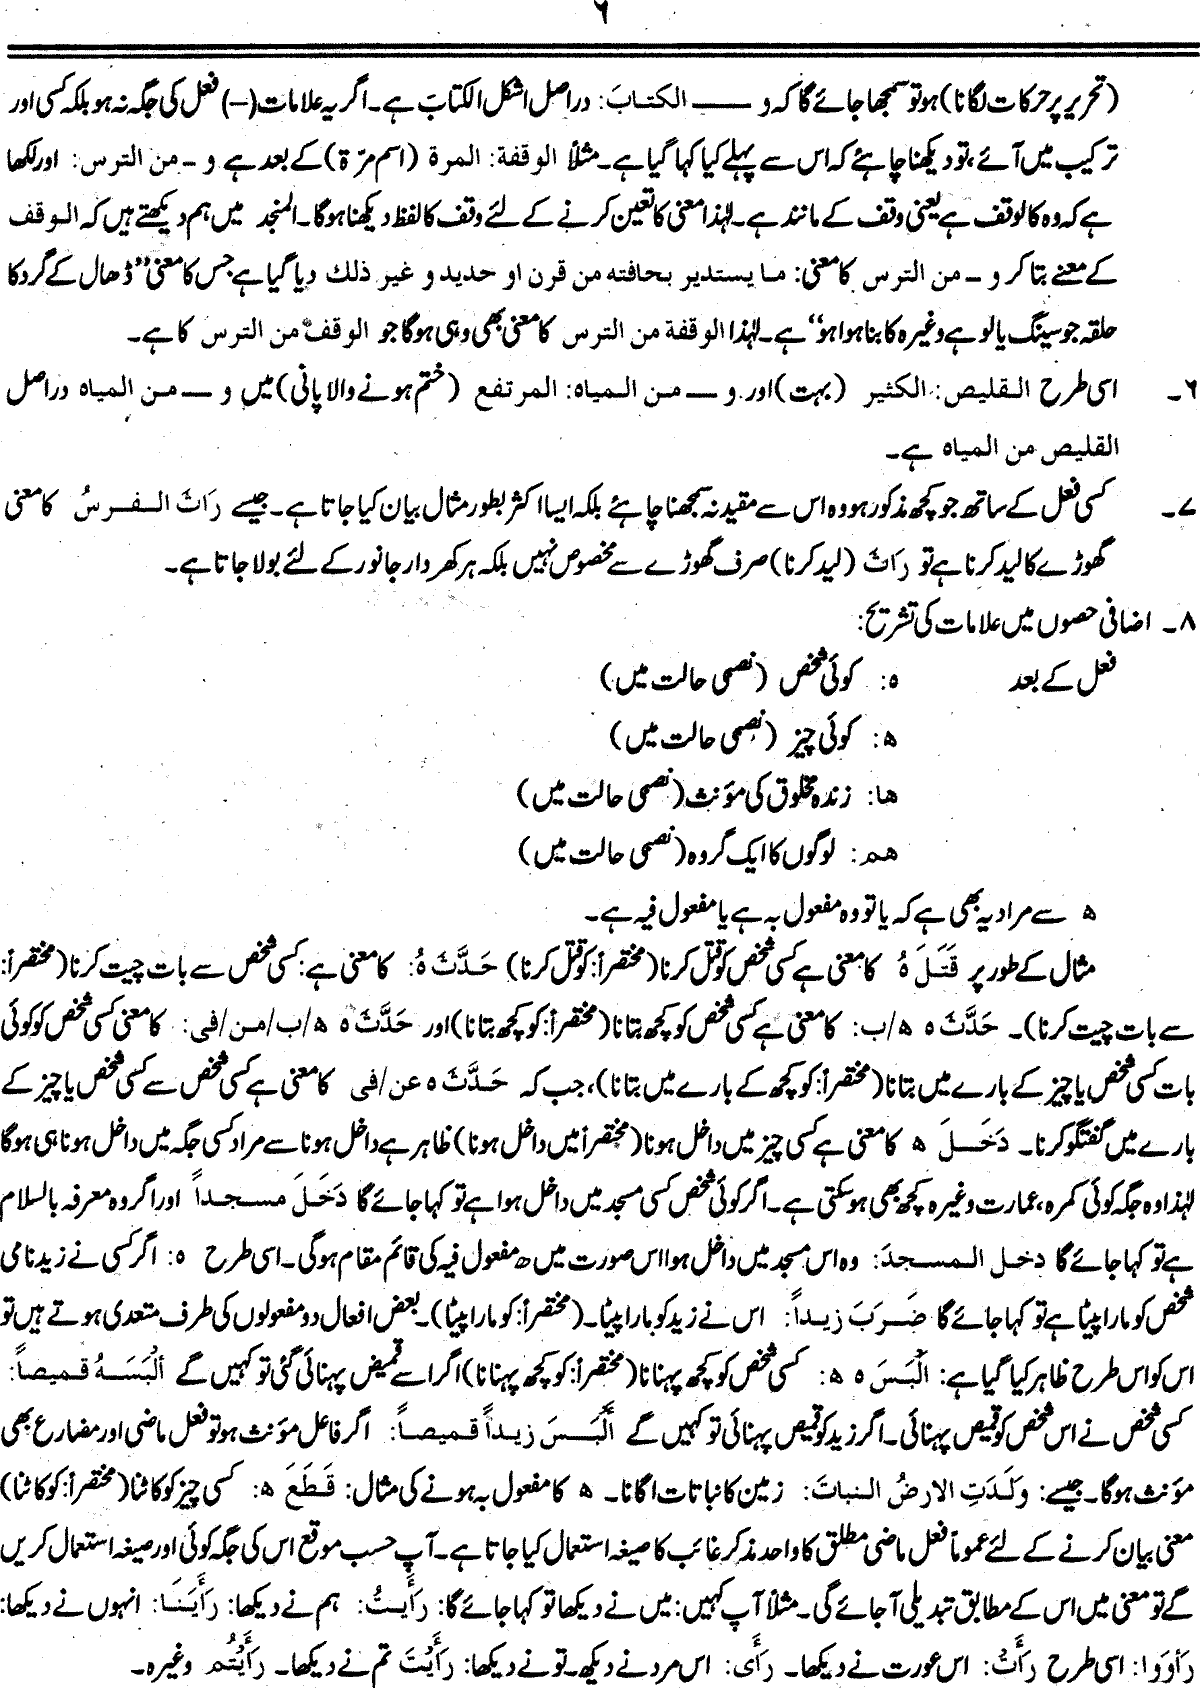 ٦
(تحریر پر حرکات لگانا) ہو تو سمجھا جائے گا کہ و ـــــ الکتابَ: دراصل اشکل الکتابَ ہے۔ اگر یہ علامات (–) فعل کی جگہ نہ ہو بلکہ کسی اور
ترکیب میں آئے، تو دیکھنا چاہئے کہ اس سے پہلے کیا کہا گیا ہے۔ مثلاً الوقفة: المرة (اسم مرّة) کے بعد ہے و – من الترس: اور لکھا
ہے کہ وہ کالوقف ہے یعنی وقف کے مانند ہے۔ لہٰذا معنی کا تعین کرنے کے لئے وقف کا لفظ دیکھنا ہوگا۔ المنجد میں ہم دیکھتے ہیں کہ الوقف
کے معنے بتا کر و – من الترس کا معنی: ما یستدیر بحافته من قرن او حدید و غیر ذلك دیا گیا ہے جس کا معنی ”ڈھال کے گرد کا
حلقہ جو سینگ یا لوہے وغیرہ کا بنا ہوا ہو“ ہے۔ لہٰذا الوقفة من الترس کا معنی بھی وہی ہوگا جو الوقف من الترس کا ہے۔
٦۔ اسی طرح القلیص: الکثیر (بہت) اور و ـــ من المیاه: المرتفع (ختم ہونے والا پانی) میں و ـــ من المیاه دراصل
القلیص من المیاه ہے۔
۷۔ کسی فعل کے ساتھ جو کچھ مذکور ہو وہ اس سے مقید نہ سمجھنا چاہئے بلکہ ایسا اکثر بطور مثال بیان کیا جاتا ہے۔ جیسے رَاثَ الفرسُ کا معنی
گھوڑے کا لید کرنا ہے تو رَاثَ (لید کرنا) صرف گھوڑے سے مخصوص نہیں بلکہ ہر کھر دار جانور کے لئے بولا جاتا ہے۔
۸۔ اضافی حصوں میں علامات کی تشریح:
فعل کے بعد ہ: کوئی شخص (نصبی حالت میں)
ھ: کوئی چیز (نصبی حالت میں)
ھا: زندہ مخلوق کی مؤنث (نصبی حالت میں)
ھم: لوگوں کا ایک گروہ (نصبی حالت میں)
ھ سے مراد یہ بھی ہے کہ یا تو وہ مفعول بہ ہے یا مفعول فیہ ہے۔
مثال کے طور پر قَتَلَ ہُ کا معنی ہے کسی شخص کو قتل کرنا (مختصراً: کو قتل کرنا) حَدَّثَ ہُ: کا معنی ہے: کسی شخص سے بات چیت کرنا (مختصراً:
سے بات چیت کرنا)۔ حَدَّثَ ہ ھ/ب: کا معنی ہے کسی شخص کو کچھ بتانا (مختصراً: کو کچھ بتانا) اور حَدَّثَ ہ ھ/ب/من/فی: کا معنی کسی شخص کو کوئی
بات کسی شخص یا چیز کے بارے میں بتانا (مختصراً: کو کچھ کے بارے میں بتانا)، جب کہ حَدَّثَ ہ عن/فی کا معنی ہے کسی شخص سے کسی شخص یا چیز کے
بارے میں گفتگو کرنا۔ دَخَلَ ھ کا معنی ہے کسی چیز میں داخل ہونا (مختصراً میں داخل ہونا) ظاہر ہے داخل ہونا سے مراد کسی جگہ میں داخل ہونا ہی ہوگا
لہٰذا وہ جگہ کوئی کمرہ، عمارت وغیرہ کچھ بھی ہو سکتی ہے۔ اگر کوئی شخص کسی مسجد میں داخل ہوا ہے تو کہا جائے گا دَخَلَ مسجداً اور اگر وہ معرفہ بالسلام
ہے تو کہا جائے گا دخل المسجدَ: وہ اس مسجد میں داخل ہوا اس صورت میں ھ مفعول فیہ کی قائم مقام ہوگی۔ اسی طرح ہ: اگر کسی نے زید نامی
شخص کو مارا پیٹا ہے تو کہا جائے گا ضَرَبَ زیداً: اس نے زید کو مارا پیٹا۔ (مختصراً: کو مارا پیٹا)۔ بعض افعال دو مفعولوں کی طرف متعدی ہوتے ہیں تو
اس کو اس طرح ظاہر کیا گیا ہے: اَلْبَسَ ہ ھ: کسی شخص کو کچھ پہنانا (مختصراً: کو کچھ پہنانا) اگر اسے قمیض پہنائی گئی تو کہیں گے اَلْبَسَهُ قمیصاً:
کسی شخص نے اس شخص کو قمیص پہنائی۔ اگر زید کو قمیص پہنائی تو کہیں گے اَلْبَسَ زیداً قمیصاً: اگر فاعل مؤنث ہو تو فعل ماضی اور مضارع بھی
مؤنث ہوگا۔ جیسے: وَلَدَتِ الارضُ النباتَ: زمین کا نباتات اگانا۔ ھ کا مفعول بہ ہونے کی مثال: قَطَعَ ھ: کسی چیز کو کاٹنا (مختصراً: کو کاٹنا)
معنی بیان کرنے کے لئے عموماً فعل ماضی مطلق کا واحد مذکر غائب کا صیغہ استعمال کیا جاتا ہے۔ آپ حسب موقع اس کی جگہ کوئی اور صیغہ استعمال کریں
گے تو معنی میں اس کے مطابق تبدیلی آجائے گی۔ مثلاً آپ کہیں: میں نے دیکھا تو کہا جائے گا: رَأَیتُ: ہم نے دیکھا: رَأَیْنَا: انہوں نے دیکھا:
رَأَوْوا: اسی طرح رَأَتْ: اس عورت نے دیکھا۔ رَأی: اس مرد نے دیکھ۔ تو نے دیکھا: رَأَیْتَ تم نے دیکھا۔ رَأَیْتُم وغیرہ۔